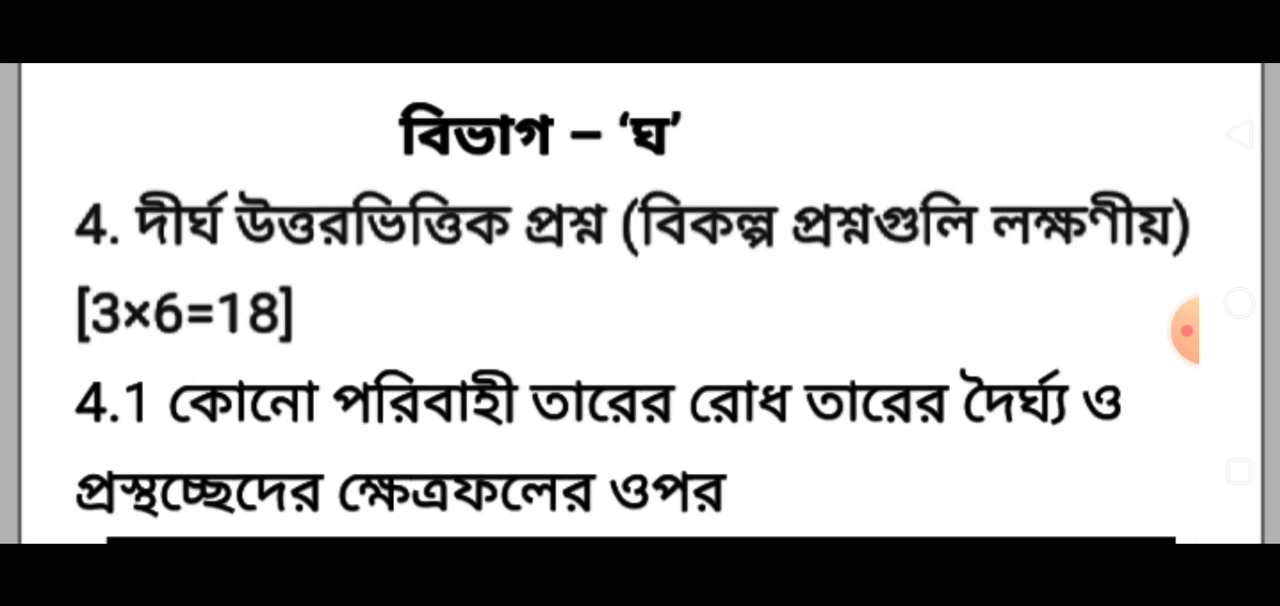 বিভাগ – ‘ঘ’
4. দীর্ঘ উত্তরভিত্তিক প্রশ্ন (বিকল্প প্রশ্নগুলি লক্ষণীয়)
[3×6=18]
4.1 কোনো পরিবাহী তারের রোধ তারের দৈর্ঘ্য ও
প্রস্থচ্ছেদের ক্ষেত্রফলের ওপর